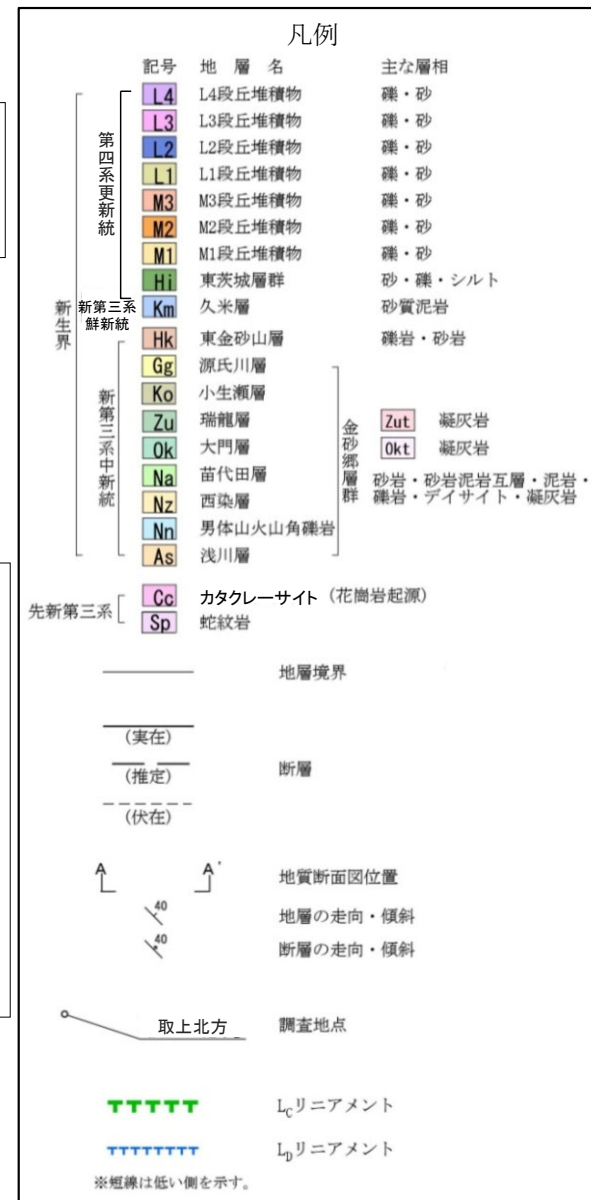 凡例
記号 地層名 主な層相
L4 L4段丘堆積物 礫・砂
L3 L3段丘堆積物 礫・砂
L2 L2段丘堆積物 礫・砂
L1 L1段丘堆積物 礫・砂
M3 M3段丘堆積物 礫・砂
M2 M2段丘堆積物 礫・砂
M1 M1段丘堆積物 礫・砂
Hi 東茨城層群 砂・礫・シルト
第四系更新統
Km 久米層 砂質泥岩
新第三系
鮮新統
Hk 東金砂山層 礫岩・砂岩
Gg 源氏川層
Ko 小生瀬層
Zu 瑞龍層
Ok 大門層
Na 苗代田層
Nz 西染層
Nn 男体山火山角礫岩
As 浅川層
新第三系中新統
新生界
金砂郷層群
Zut 凝灰岩
Okt 凝灰岩
砂岩・砂岩泥岩互層・泥岩・
礫岩・デイサイト・凝灰岩
先新第三系
Cc カタクレーサイト (花崗岩起源)
Sp 蛇紋岩
地層境界
(実在)
(推定) 断層
(伏在)
A A' 地質断面図位置
40 地層の走向・傾斜
40 断層の走向・傾斜
取上北方 調査地点
LCリニアメント
LDリニアメント
※短線は低い側を示す。